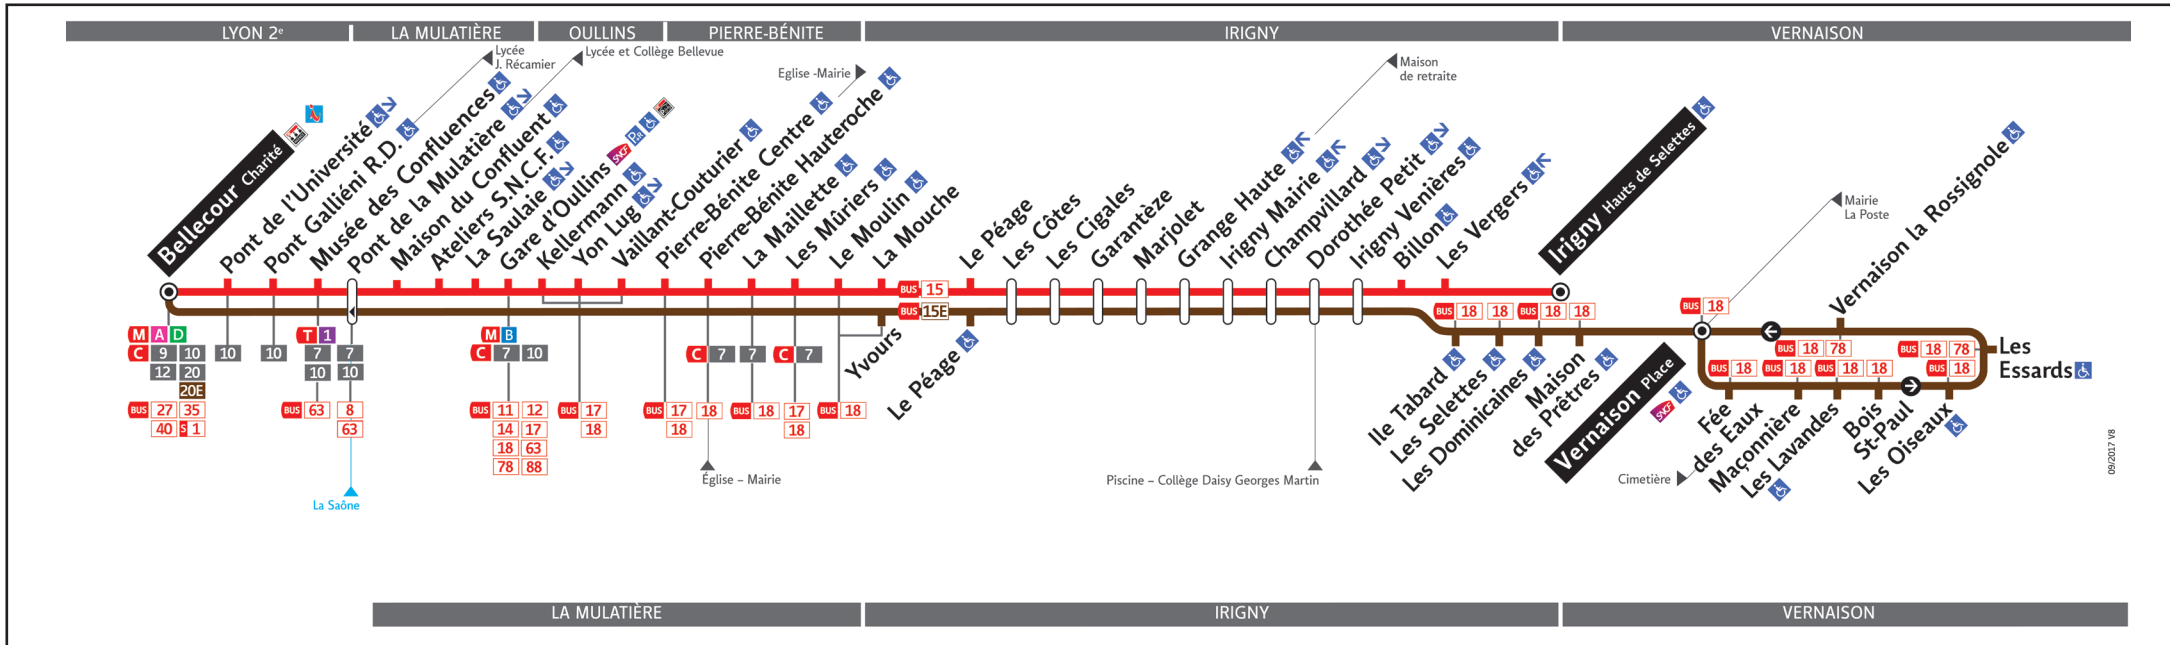 LYON 2e
LA MULATIÈRE
OULLINS
PIERRE-BÉNITE
IRIGNY
VERNAISON
Lycée
J. Récamier
Lycée et Collège Bellevue
Eglise -Mairie
Maison
de retraite
Mairie
La Poste
Bellecour Charité
Pont de l'Université
Pont Galliéni R.D.
Musée des Confluences
Pont de la Mulatière
Maison du Confluent
Ateliers S.N.C.F.
La Saulaie
Gare d'Oullins
SNCF
P+R
Kellermann
Yon Lug
Vaillant-Couturier
Pierre-Bénite Centre
Pierre-Bénite Hauteroche
La Maillette
Les Mûriers
Le Moulin
La Mouche
Le Péage
Les Côtes
Les Cigales
Garantèze
Marjolet
Grange Haute
Irigny Mairie
Champvillard
Dorothée Petit
Irigny Venières
Billon
Les Vergers
Irigny Hauts de Selettes
Vernaison la Rossignole
BUS 15
BUS 15E
Yvours
Le Péage
M A D
C 9 10
12 20
20E
BUS 27 35
40 S 1
10
10
T 1
7
10
BUS 63
7
10
8
63
La Saône
M B
C 7 10
BUS 11 12
14 17
18 63
78 88
BUS 17
18
BUS 17
18
C 7
18
Église – Mairie
7
BUS 18
C 7
17
18
BUS 18
Piscine – Collège Daisy Georges Martin
BUS 18
18
BUS 18
18
Ile Tabard
Les Selettes
Les Dominicaines
Maison
des Prêtres
BUS 18
Vernaison Place
SNCF
BUS 18 78
BUS 18 78
BUS 18
BUS 18
BUS 18
18
BUS 18
Les
Essards
Fée
des Eaux
Maçonnière
Les Lavandes
Bois
St-Paul
Les Oiseaux
Cimetière
09/2017 V8
LA MULATIÈRE
IRIGNY
VERNAISON